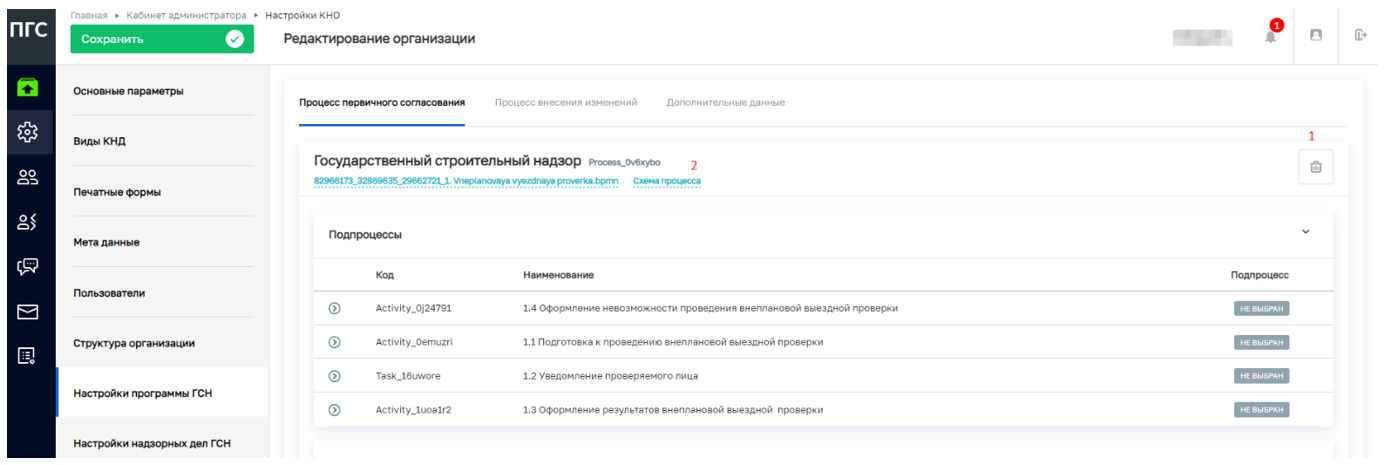 ПГС
Главная ▸ Кабинет администратора ▸ Настройки КНО
Сохранить
Редактирование организации
1
Основные параметры
Виды КНД
Печатные формы
Мета данные
Пользователи
Структура организации
Настройки программы ГСН
Настройки надзорных дел ГСН
Процесс первичного согласования Процесс внесения изменений Дополнительные данные
1
Государственный строительный надзор Process_0v6xybo 2
82966173_32869635_29662721_1. Vneplanovaya vyezdnaya proverka.bpmn Схема процесса
Подпроцессы
Код Наименование Подпроцесс
Activity_0j24791 1.4 Оформление невозможности проведения внеплановой выездной проверки НЕ ВЫБРАН
Activity_0emuzri 1.1 Подготовка к проведению внеплановой выездной проверки НЕ ВЫБРАН
Task_16uwore 1.2 Уведомление проверяемого лица НЕ ВЫБРАН
Activity_1uoa1r2 1.3 Оформление результатов внеплановой выездной проверки НЕ ВЫБРАН